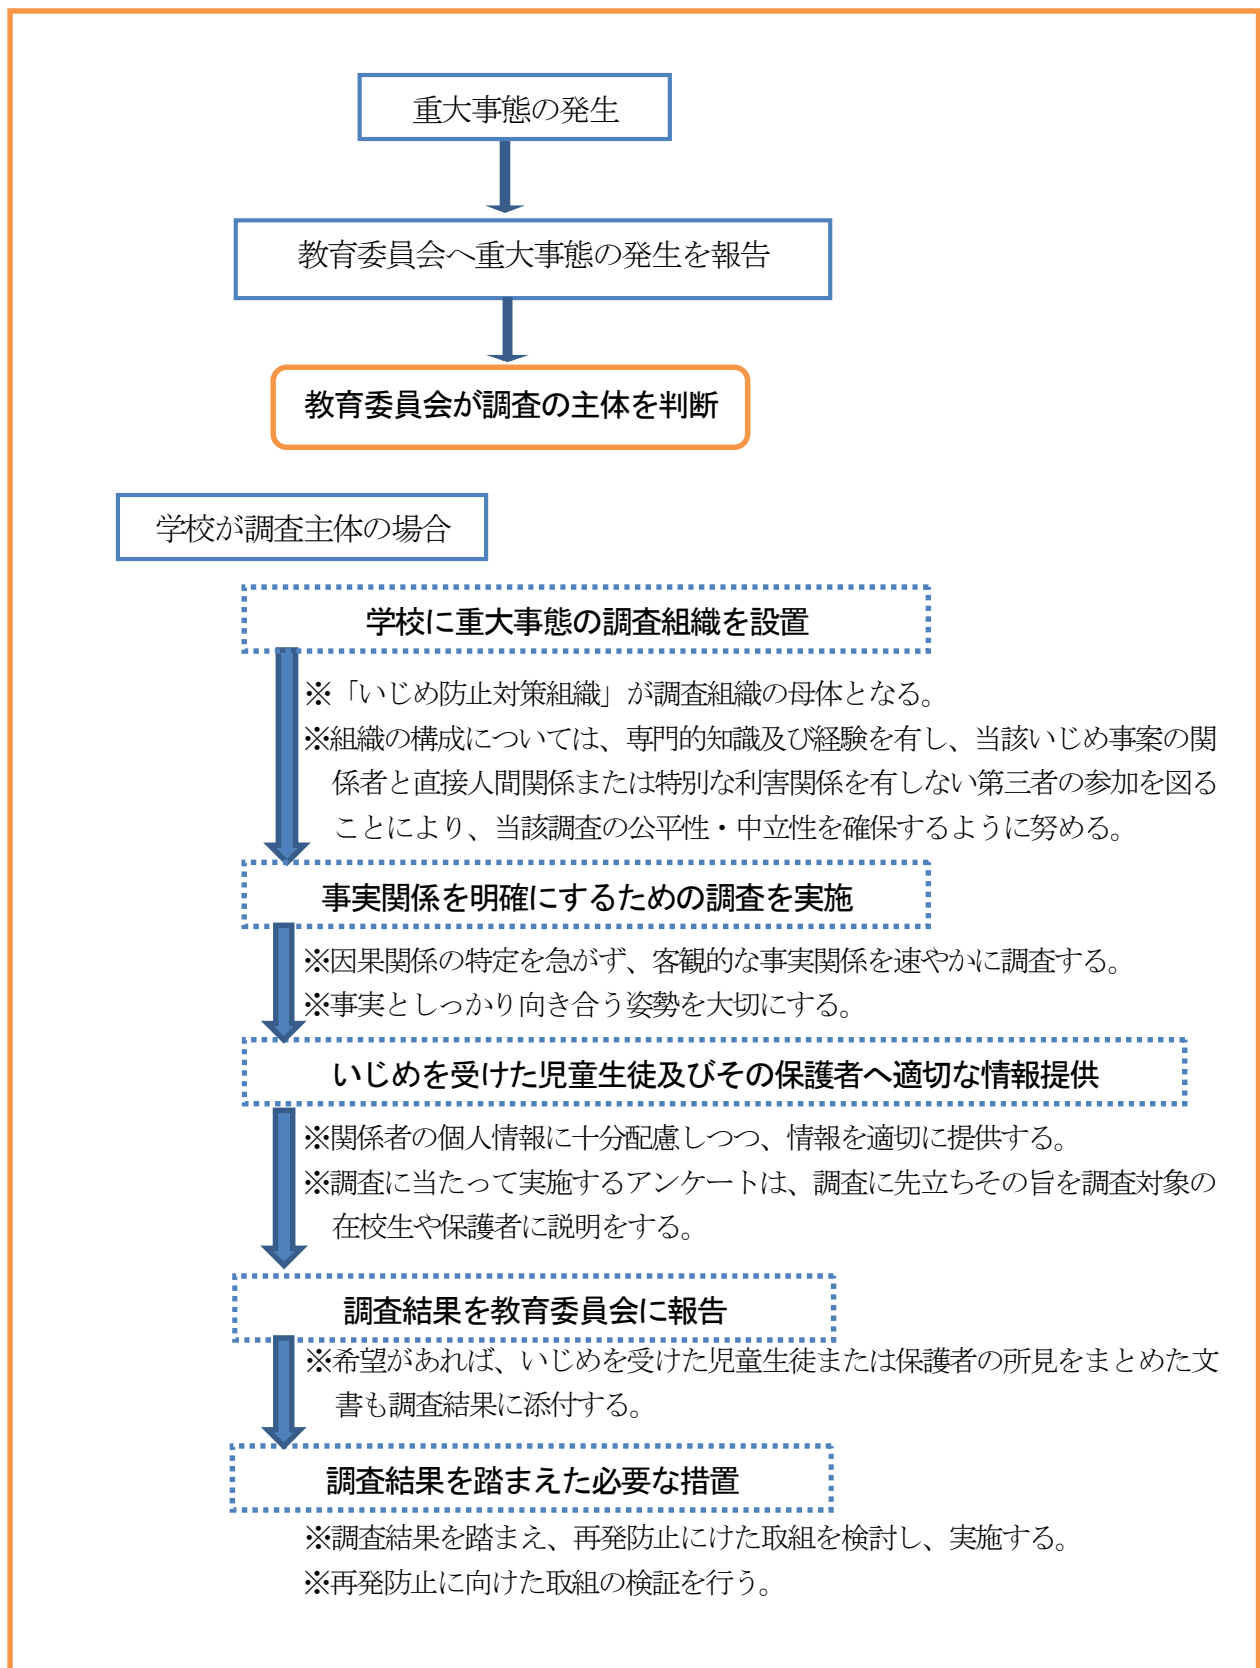 重大事態の発生
教育委員会へ重大事態の発生を報告
教育委員会が調査の主体を判断
学校が調査主体の場合
学校に重大事態の調査組織を設置
※「いじめ防止対策組織」が調査組織の母体となる。
※組織の構成については、専門的知識及び経験を有し、当該いじめ事案の関
係者と直接人間関係または特別な利害関係を有しない第三者の参加を図る
ことにより、当該調査の公平性・中立性を確保するように努める。
事実関係を明確にするための調査を実施
※因果関係の特定を急がず、客観的な事実関係を速やかに調査する。
※事実としっかり向き合う姿勢を大切にする。
いじめを受けた児童生徒及びその保護者へ適切な情報提供
※関係者の個人情報に十分配慮しつつ、情報を適切に提供する。
※調査に当たって実施するアンケートは、調査に先立ちその旨を調査対象の
在校生や保護者に説明をする。
調査結果を教育委員会に報告
※希望があれば、いじめを受けた児童生徒または保護者の所見をまとめた文
書も調査結果に添付する。
調査結果を踏まえた必要な措置
※調査結果を踏まえ、再発防止にけた取組を検討し、実施する。
※再発防止に向けた取組の検証を行う。